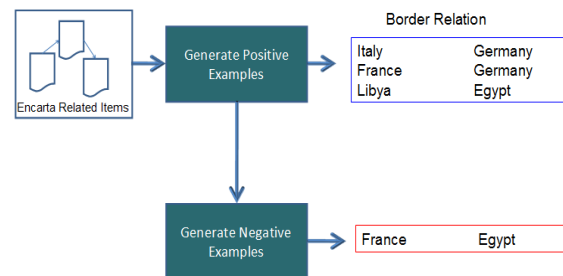 Border Relation
Encarta Related Items
Generate Positive
Examples
Italy Germany
France Germany
Libya Egypt
Generate Negative
Examples
France Egypt